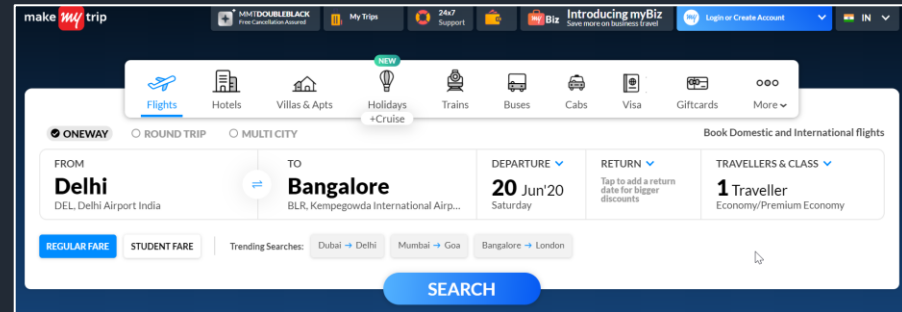 make my trip
MMTDOUBLEBLACK
Free Cancellation Assured
My Trips
24x7
Support
my Biz
Introducing myBiz
Save more on business travel
my
Login or Create Account
IN
NEW
Flights
Hotels
Villas & Apts
Holidays
+Cruise
Trains
Buses
Cabs
Visa
Giftcards
More
ONEWAY
ROUND TRIP
MULTI CITY
Book Domestic and International flights
FROM
Delhi
DEL, Delhi Airport India
TO
Bangalore
BLR, Kempegowda International Airp...
DEPARTURE
20 Jun'20
Saturday
RETURN
Tap to add a return
date for bigger
discounts
TRAVELLERS & CLASS
1 Traveller
Economy/Premium Economy
REGULAR FARE
STUDENT FARE
Trending Searches:
Dubai → Delhi
Mumbai → Goa
Bangalore → London
SEARCH